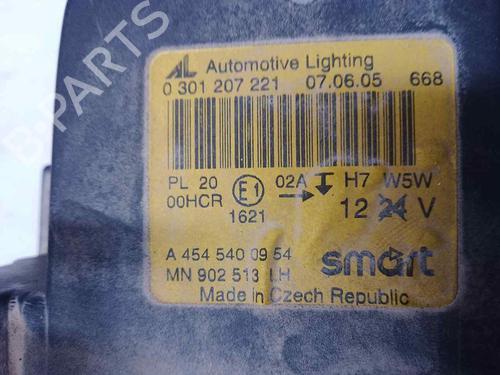 AL Automotive Lighting
0 301 207 221 07.06.05 668
PL 20 02A H7 W5W
00HCR E1
1621 12 24 V
A 454 540 09 54
MN 902 513 LH
smart
Made in Czech Republic
B-PARTS